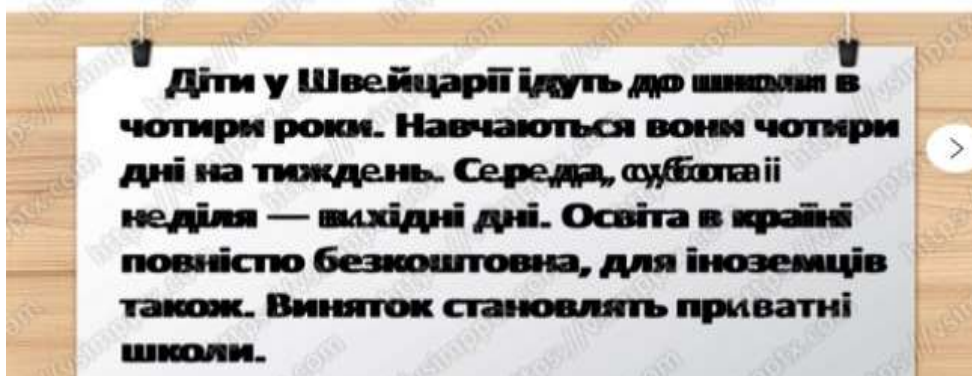 Діти у Швейцарії ідуть до школи в
чотири роки. Навчаються вони чотири
дні на тиждень. Середа, субота іі
неділя — вихідні дні. Освіта в країні
повністю безкоштовна, для іноземців
також. Виняток становлять приватні
школи.